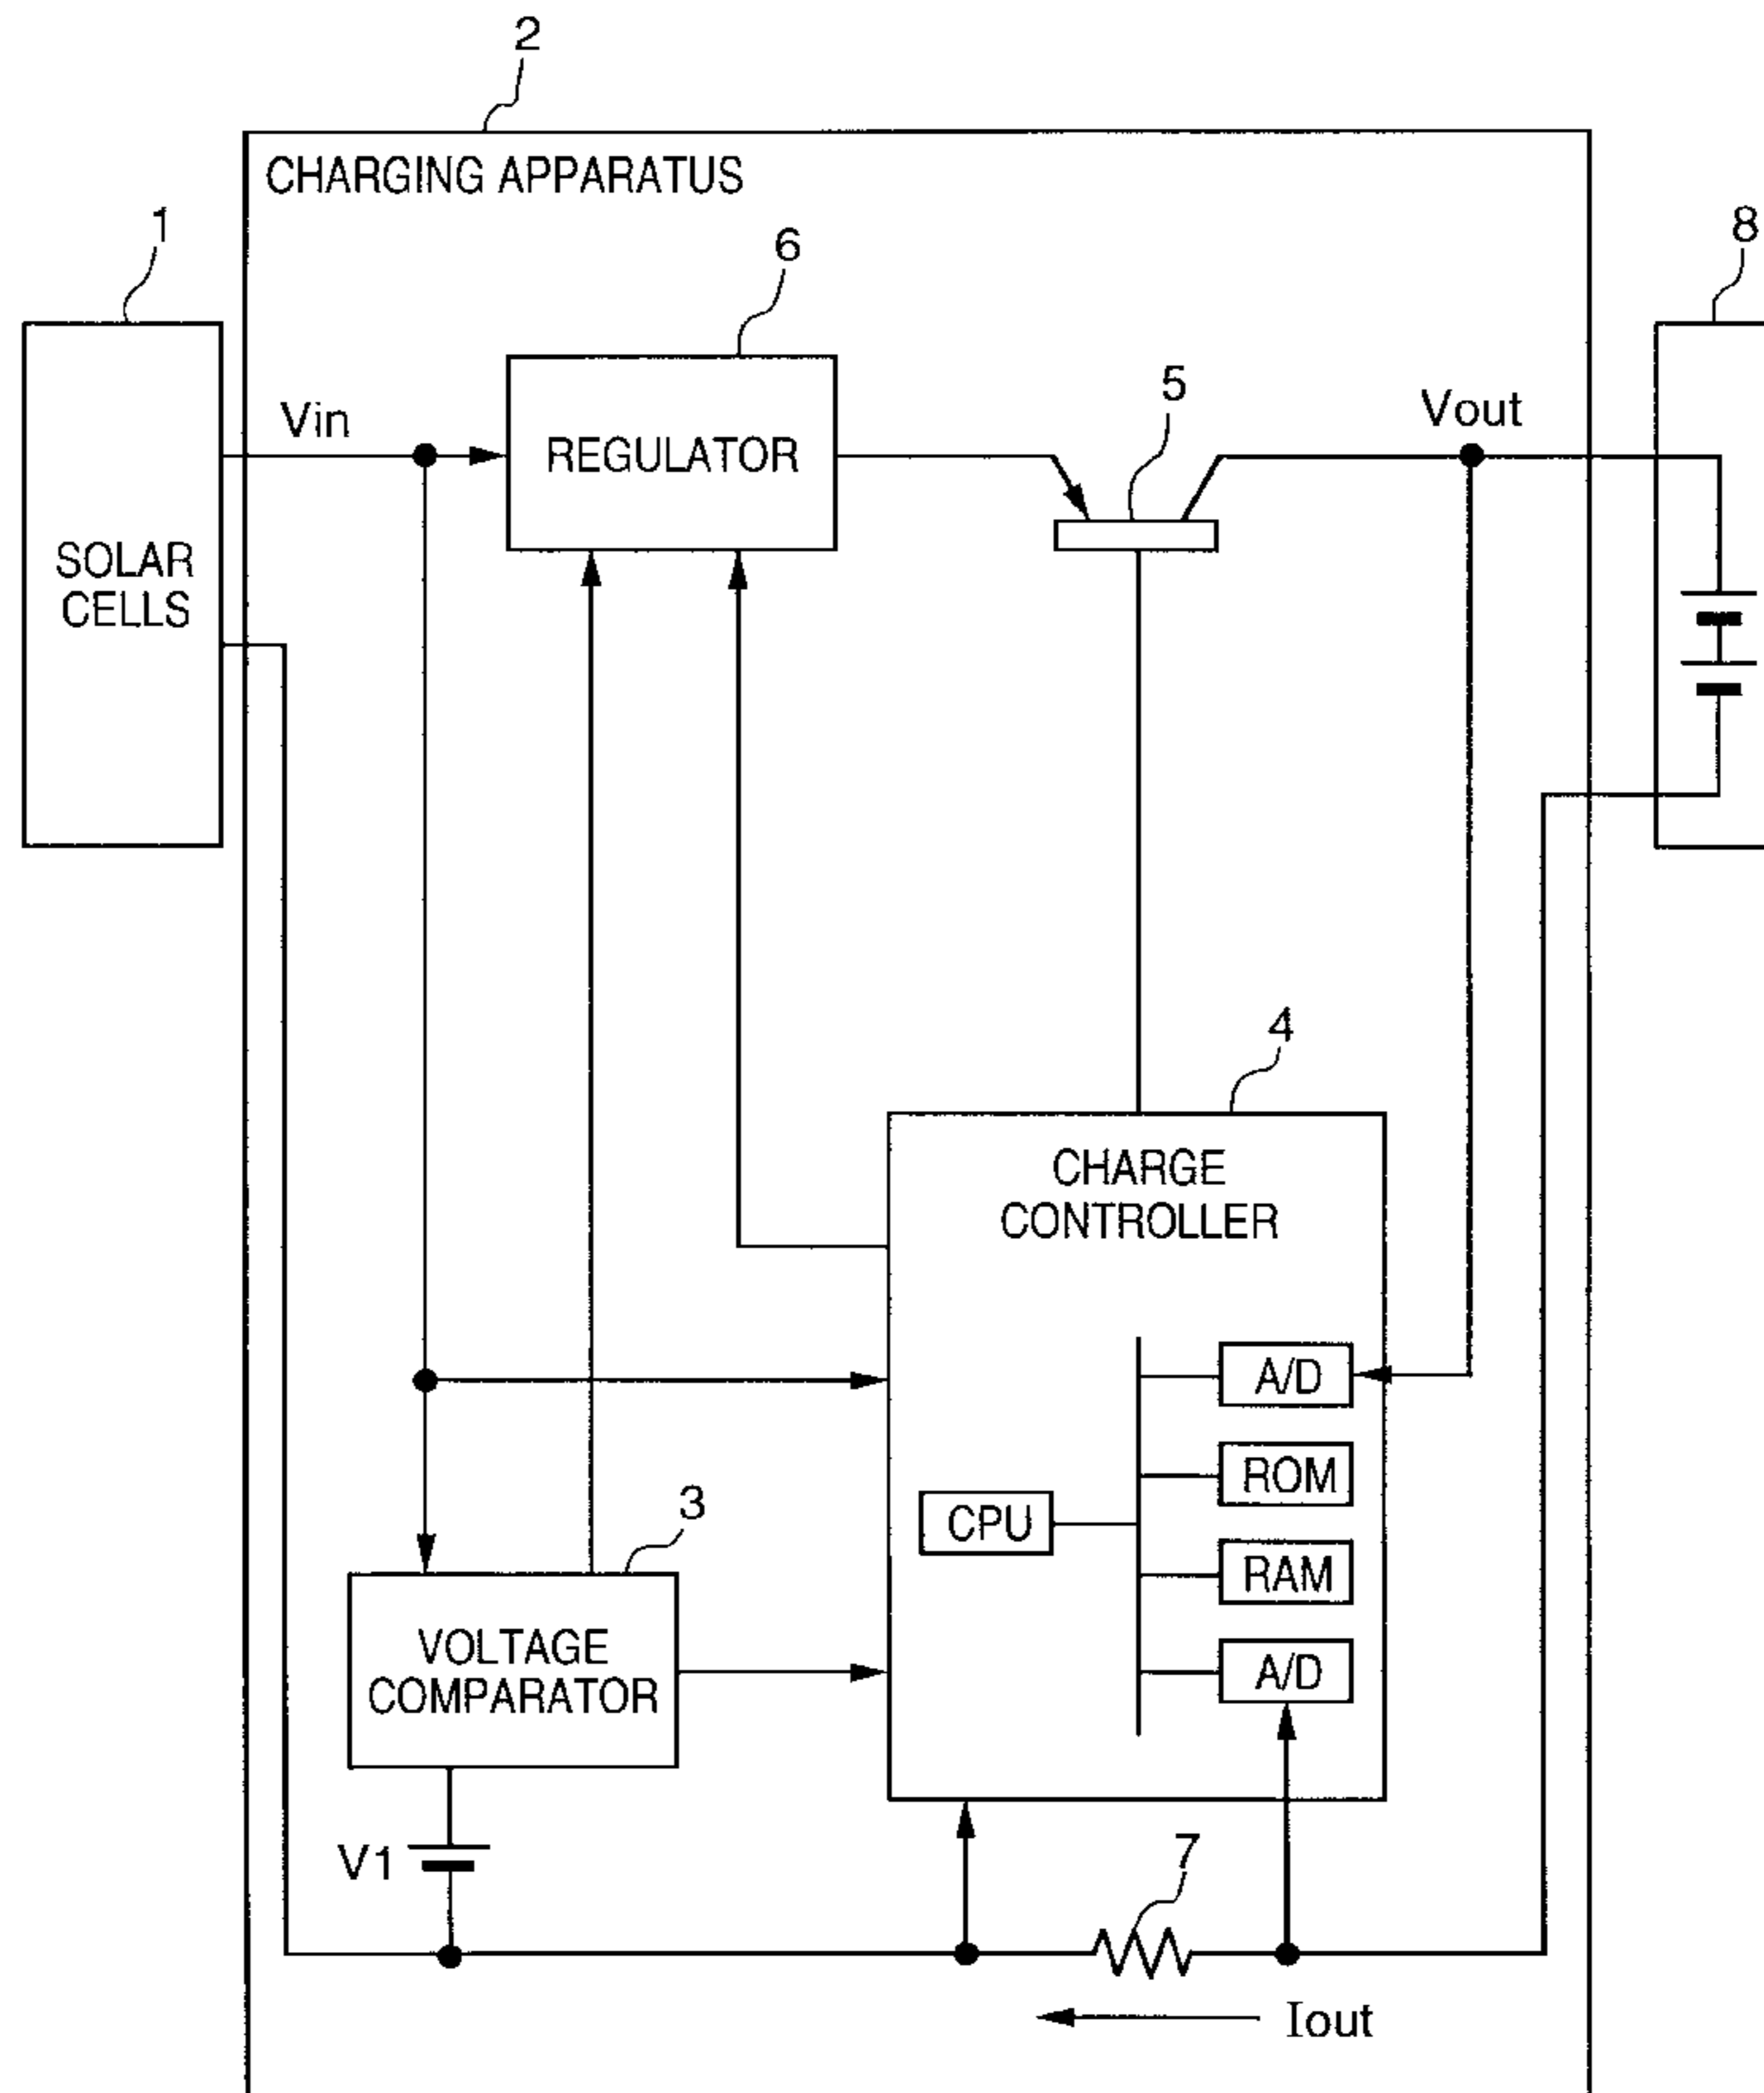 2
CHARGING APPARATUS
1
6
8
5
Vin
Vout
REGULATOR
SOLAR
CELLS
4
CHARGE
CONTROLLER
A/D
ROM
CPU
RAM
A/D
3
VOLTAGE
COMPARATOR
V1
7
Iout